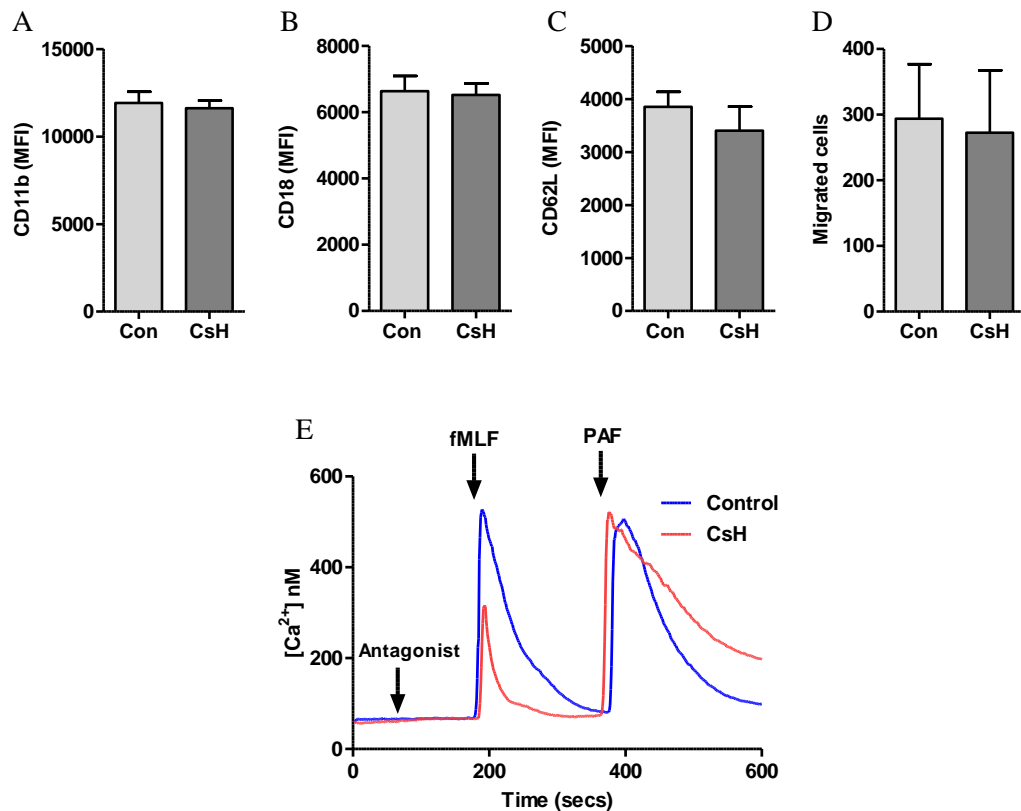 A
CD11b (MFI)
15000
10000
5000
0
Con CsH
B
CD18 (MFI)
8000
6000
4000
2000
0
Con CsH
C
CD62L (MFI)
5000
4000
3000
2000
1000
0
Con CsH
D
Migrated cells
400
300
200
100
0
Con CsH
E
fMLF
PAF
Control
CsH
Antagonist
[Ca²⁺] nM
600
400
200
0
0 200 400 600
Time (secs)